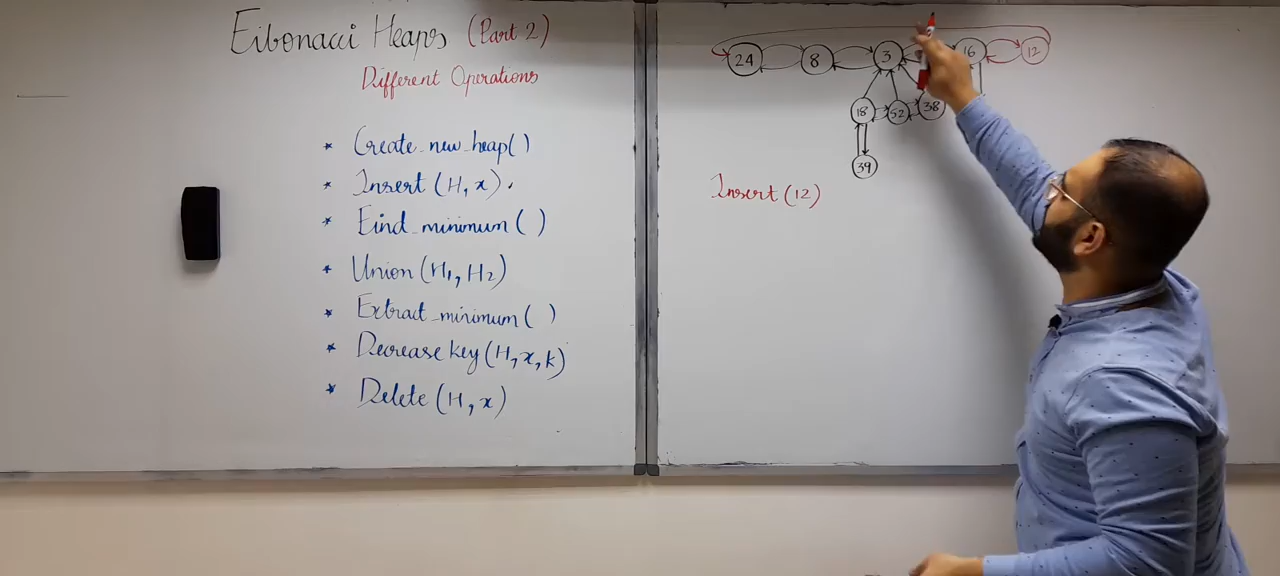 Fibonacci Heaps (Part 2)
Different Operations
* Create_new_heap()
* Insert (H, x).
* Find_minimum ( )
* Union (H1, H2)
* Extract_minimum ( )
* Decrease key (H, x, k)
* Delete (H, x)
24 8 3 16 12
18 52 38
39
Insert (12)